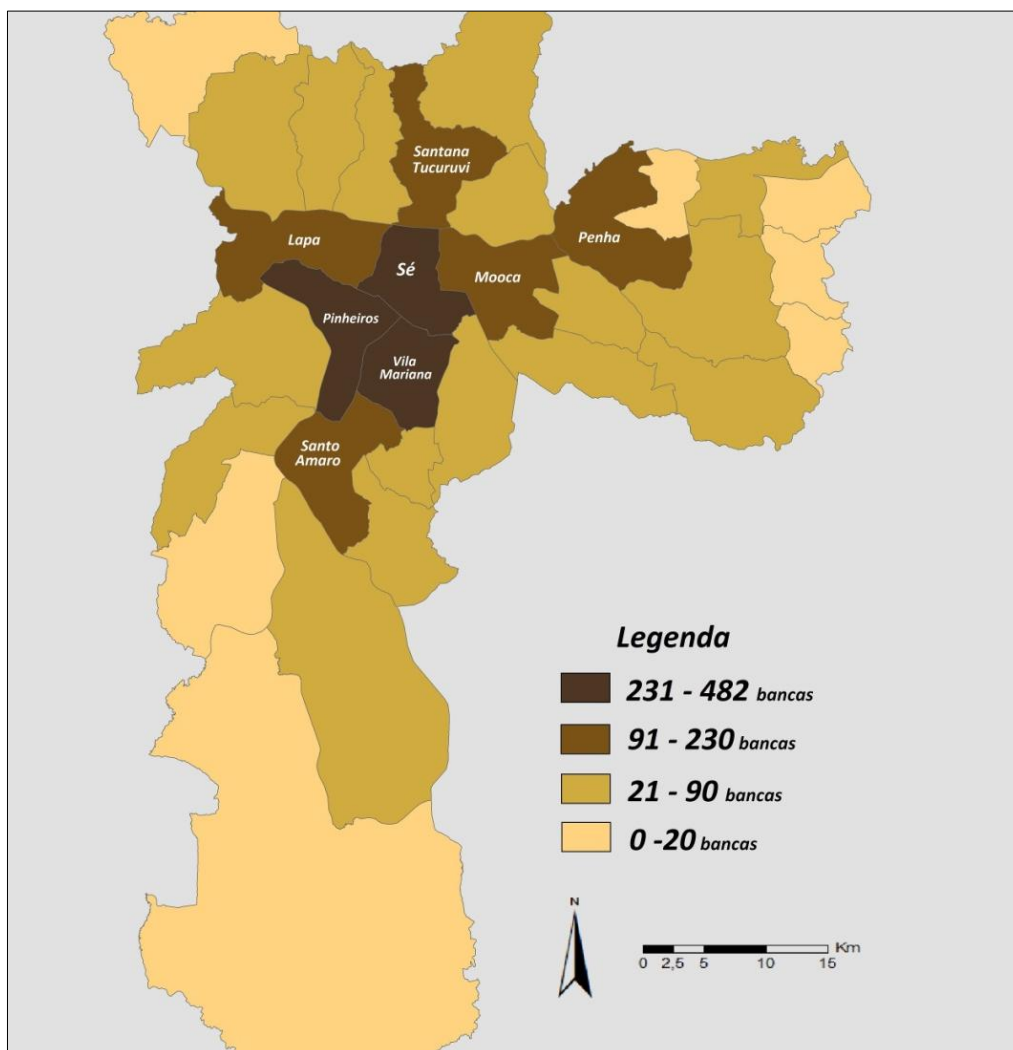 Santana
Tucuruvi
Lapa
Sé
Penha
Mooca
Pinheiros
Vila
Mariana
Santo
Amaro
Legenda
231 - 482 bancas
91 - 230 bancas
21 - 90 bancas
0 -20 bancas
N
Km
0 2,5 5 10 15